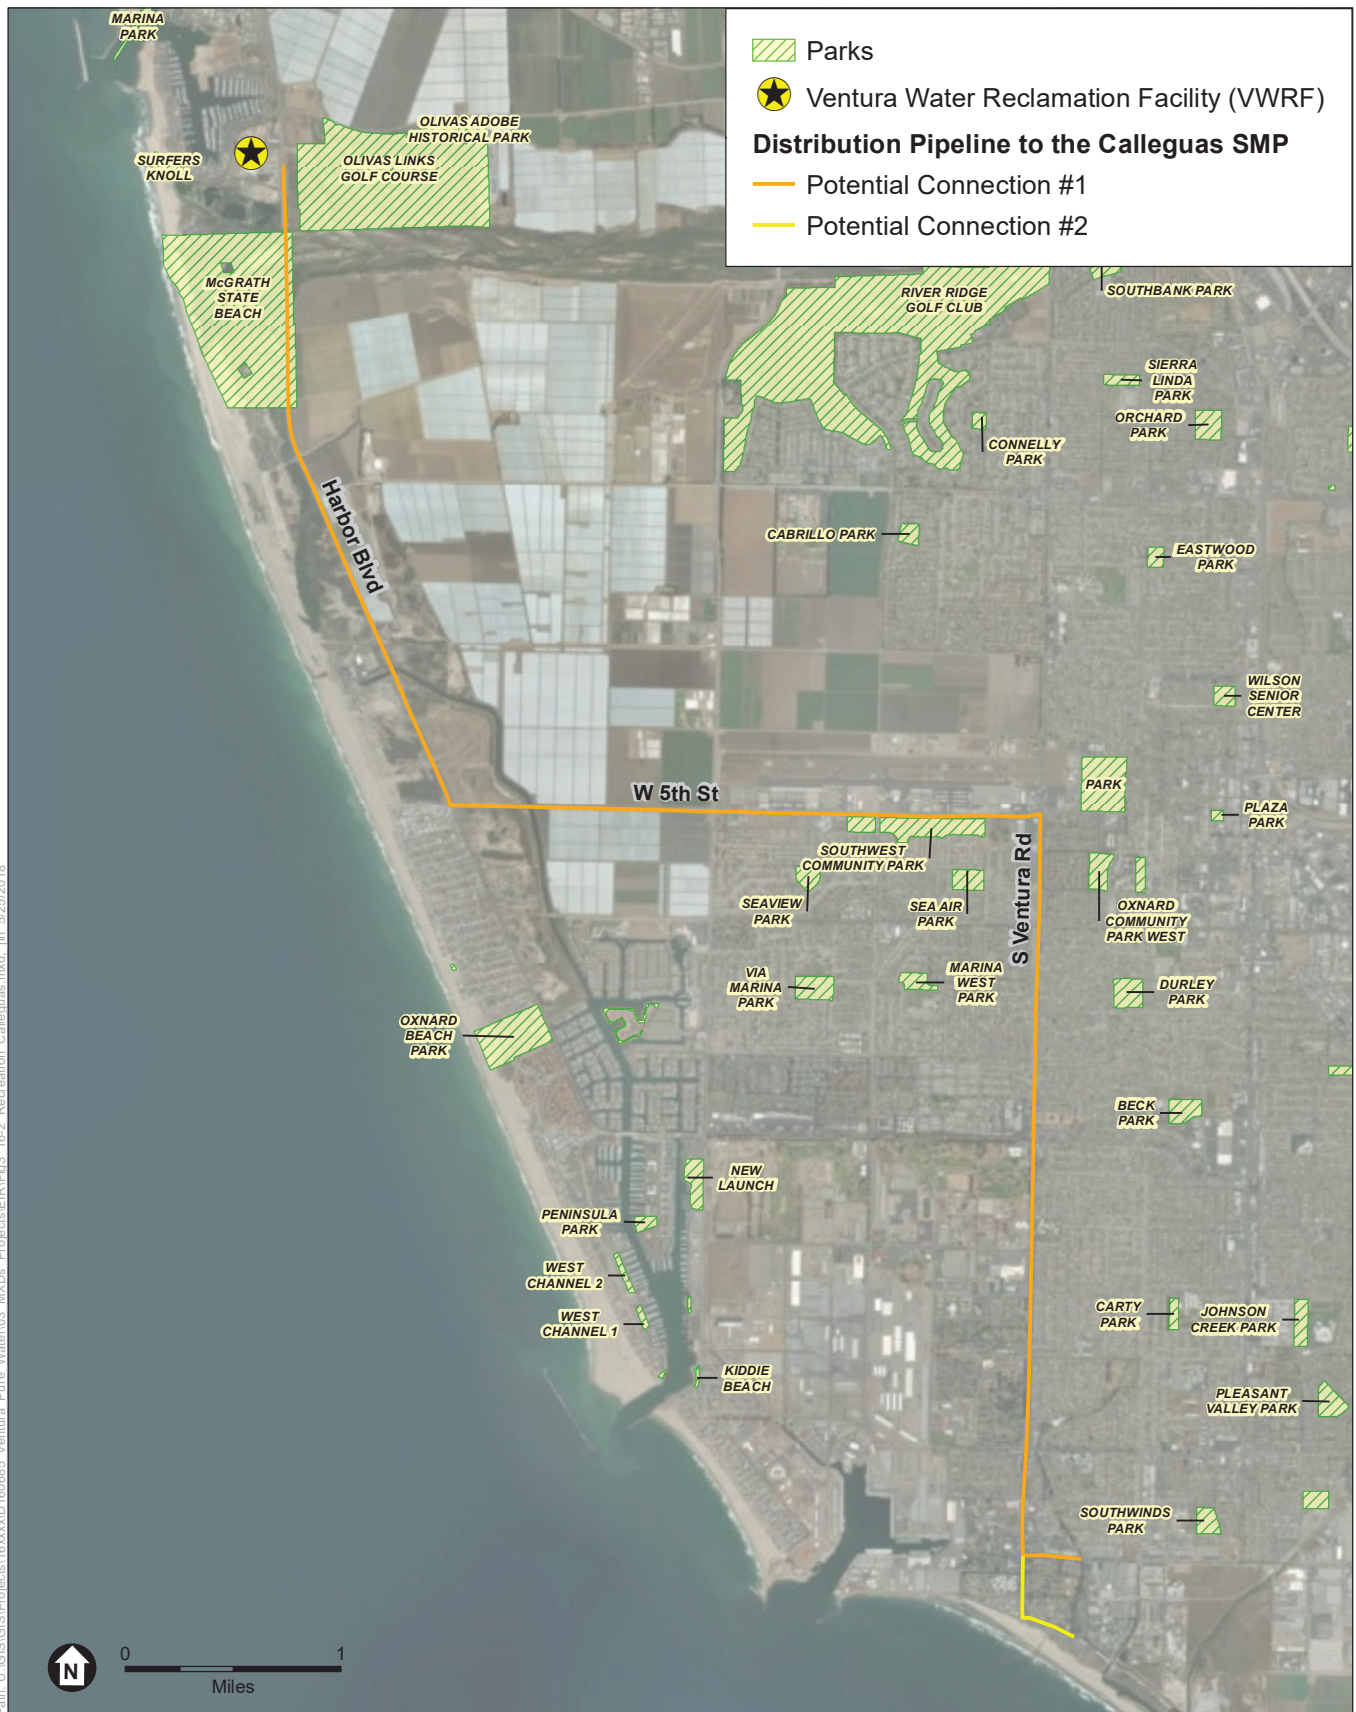 MARINA
PARK
Parks
Ventura Water Reclamation Facility (VWRF)
Distribution Pipeline to the Calleguas SMP
Potential Connection #1
Potential Connection #2
OLIVAS ADOBE
HISTORICAL PARK
OLIVAS LINKS
GOLF COURSE
SURFERS
KNOLL
McGRATH
STATE
BEACH
RIVER RIDGE
GOLF CLUB
SOUTHBANK PARK
SIERRA
LINDA
PARK
ORCHARD
PARK
CONNELLY
PARK
Harbor Blvd
CABRILLO PARK
EASTWOOD
PARK
WILSON
SENIOR
CENTER
PARK
W 5th St
PLAZA
PARK
SOUTHWEST
COMMUNITY PARK
S Ventura Rd
SEAVIEW
PARK
SEA AIR
PARK
OXNARD
COMMUNITY
PARK WEST
VIA
MARINA
PARK
MARINA
WEST
PARK
DURLEY
PARK
OXNARD
BEACH
PARK
BECK
PARK
NEW
LAUNCH
PENINSULA
PARK
WEST
CHANNEL 2
WEST
CHANNEL 1
CARTY
PARK
JOHNSON
CREEK PARK
KIDDIE
BEACH
PLEASANT
VALLEY PARK
SOUTHWINDS
PARK
N
0 1
Miles